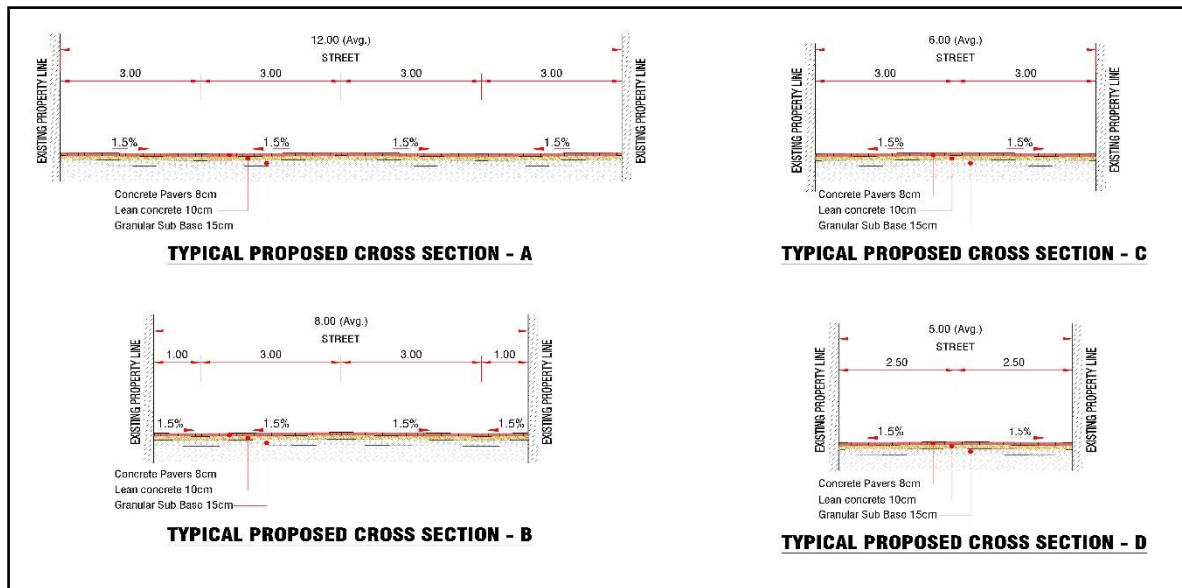 12.00 (Avg.)
STREET
3.00 3.00 3.00 3.00
EXISTING PROPERTY LINE
EXISTING PROPERTY LINE
1.5% 1.5% 1.5% 1.5%
Concrete Pavers 8cm
Lean concrete 10cm
Granular Sub Base 15cm
TYPICAL PROPOSED CROSS SECTION - A
6.00 (Avg.)
STREET
3.00 3.00
EXISTING PROPERTY LINE
EXISTING PROPERTY LINE
1.5% 1.5%
Concrete Pavers 8cm
Lean concrete 10cm
Granular Sub Base 15cm
TYPICAL PROPOSED CROSS SECTION - C
8.00 (Avg.)
STREET
1.00 3.00 3.00 1.00
EXISTING PROPERTY LINE
EXISTING PROPERTY LINE
1.5% 1.5% 1.5% 1.5%
Concrete Pavers 8cm
Lean concrete 10cm
Granular Sub Base 15cm
TYPICAL PROPOSED CROSS SECTION - B
5.00 (Avg.)
STREET
2.50 2.50
EXISTING PROPERTY LINE
EXISTING PROPERTY LINE
1.5% 1.5%
Concrete Pavers 8cm
Lean concrete 10cm
Granular Sub Base 15cm
TYPICAL PROPOSED CROSS SECTION - D